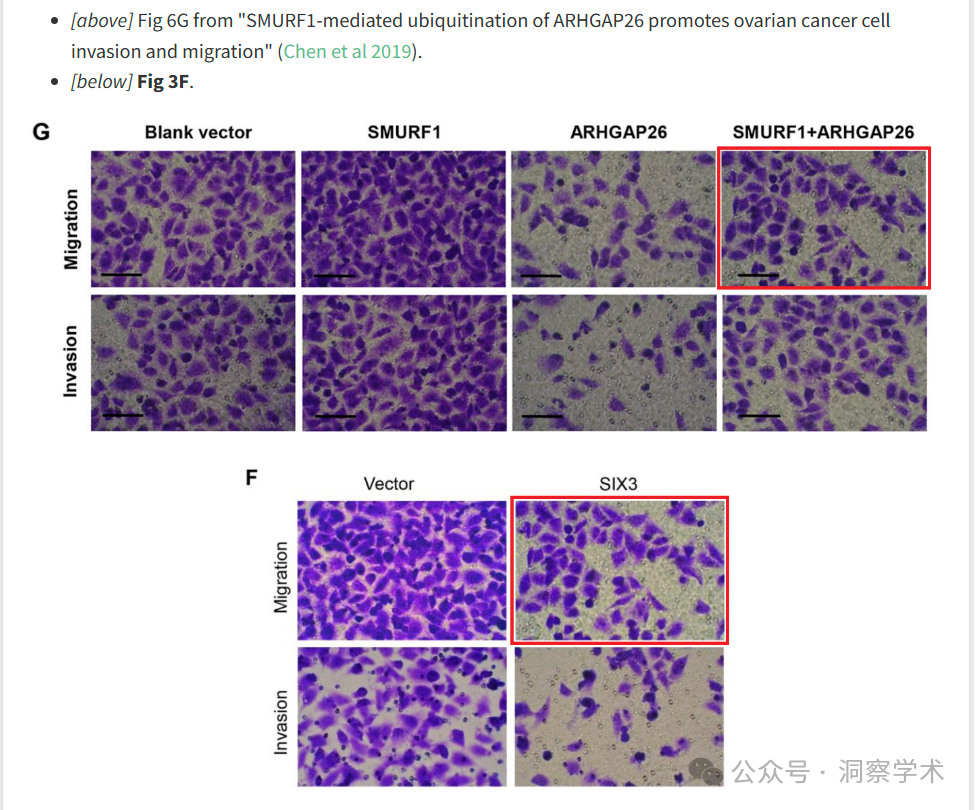 [above] Fig 6G from "SMURF1-mediated ubiquitination of ARHGAP26 promotes ovarian cancer cell
invasion and migration" (Chen et al 2019).
[below] Fig 3F.
G
Blank vector SMURF1 ARHGAP26 SMURF1+ARHGAP26
Migration
Invasion
F
Vector SIX3
Migration
Invasion
公众号 · 洞察学术